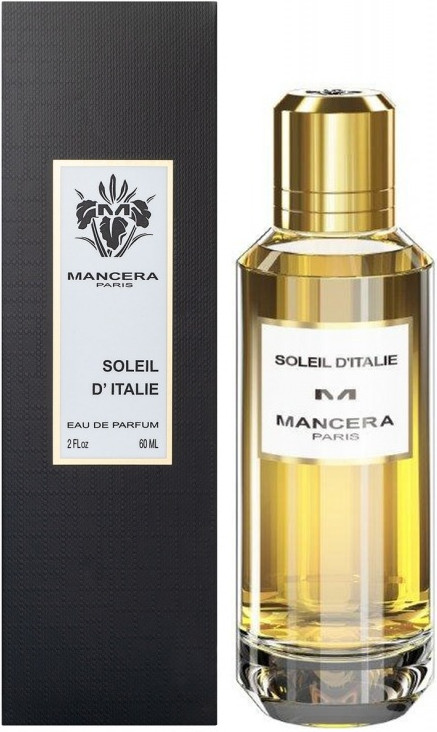 M
MANCERA
PARIS
SOLEIL
D' ITALIE
EAU DE PARFUM
2 FLoz 60 ML
SOLEIL D'ITALIE
M
MANCERA
PARIS